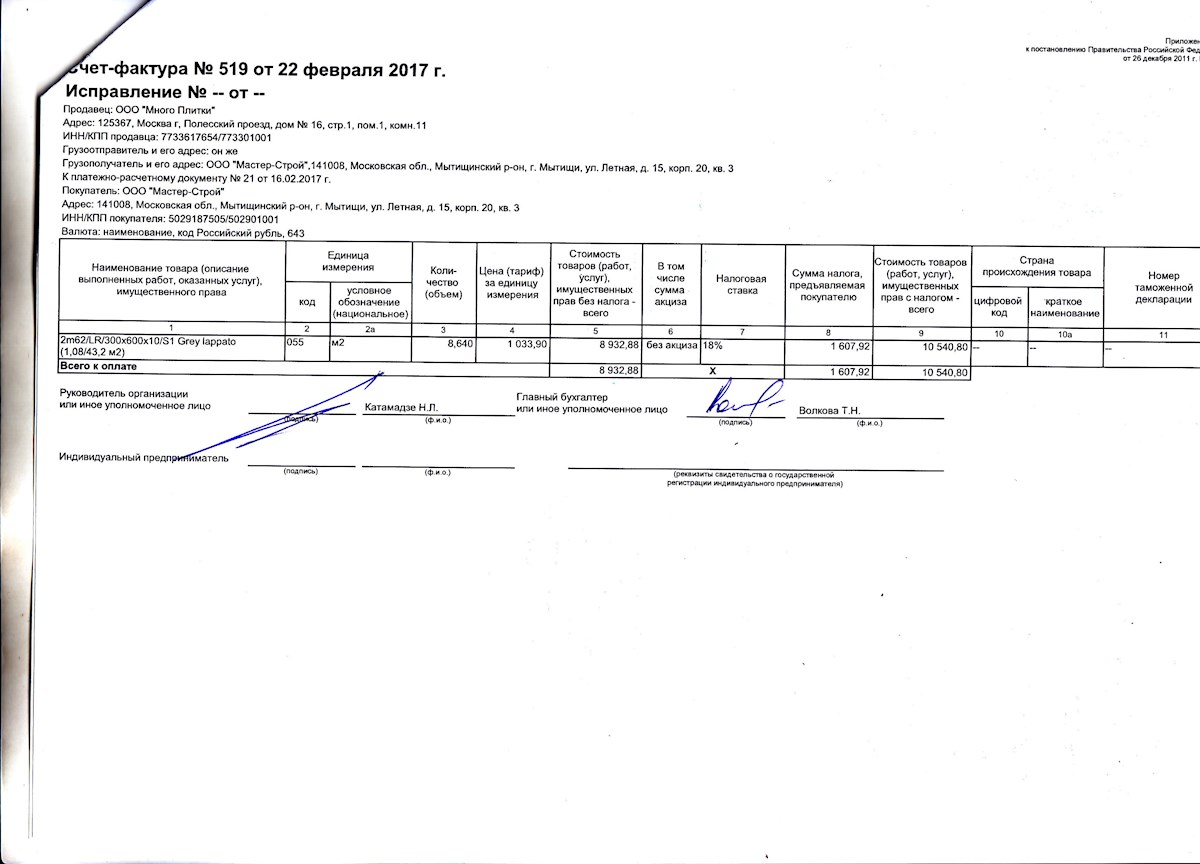 Приложен
к постановлению Правительства Российской Фед
от 26 декабря 2011 г.
Счет-фактура № 519 от 22 февраля 2017 г.
Исправление № -- от --
Продавец: ООО "Много Плитки"
Адрес: 125367, Москва г, Полесский проезд, дом № 16, стр.1, пом.1, комн.11
ИНН/КПП продавца: 7733617654/773301001
Грузоотправитель и его адрес: он же
Грузополучатель и его адрес: ООО "Мастер-Строй",141008, Московская обл., Мытищинский р-он, г. Мытищи, ул. Летная, д. 15, корп. 20, кв. 3
К платежно-расчетному документу № 21 от 16.02.2017 г.
Покупатель: ООО "Мастер-Строй"
Адрес: 141008, Московская обл., Мытищинский р-он, г. Мытищи, ул. Летная, д. 15, корп. 20, кв. 3
ИНН/КПП покупателя: 5029187505/502901001
Валюта: наименование, код Российский рубль, 643
Наименование товара (описание
выполненных работ, оказанных услуг),
имущественного права
Единица
измерения
код
условное
обозначение
(национальное)
Коли-
чество
(объем)
Цена (тариф)
за единицу
измерения
Стоимость
товаров (работ,
услуг),
имущественных
прав без налога -
всего
В том
числе
сумма
акциза
Налоговая
ставка
Сумма налога,
предъявляемая
покупателю
Стоимость товаров
(работ, услуг),
имущественных
прав с налогом -
всего
Страна
происхождения товара
цифровой
код
краткое
наименование
Номер
таможенной
декларации
1 2 2а 3 4 5 6 7 8 9 10 10а 11
2m62/LR/300x600x10/S1 Grey lappato 055 м2 8,640 1 033,90 8 932,88 без акциза 18% 1 607,92 10 540,80 -- -- --
(1,08/43,2 м2)
Всего к оплате 8 932,88 Х 1 607,92 10 540,80
Руководитель организации
или иное уполномоченное лицо
Катамадзе Н.Л.
(подпись) (ф.и.о.)
Главный бухгалтер
или иное уполномоченное лицо
Волкова Т.Н.
(подпись) (ф.и.о.)
Индивидуальный предприниматель
(подпись) (ф.и.о.)
(реквизиты свидетельства о государственной
регистрации индивидуального предпринимателя)